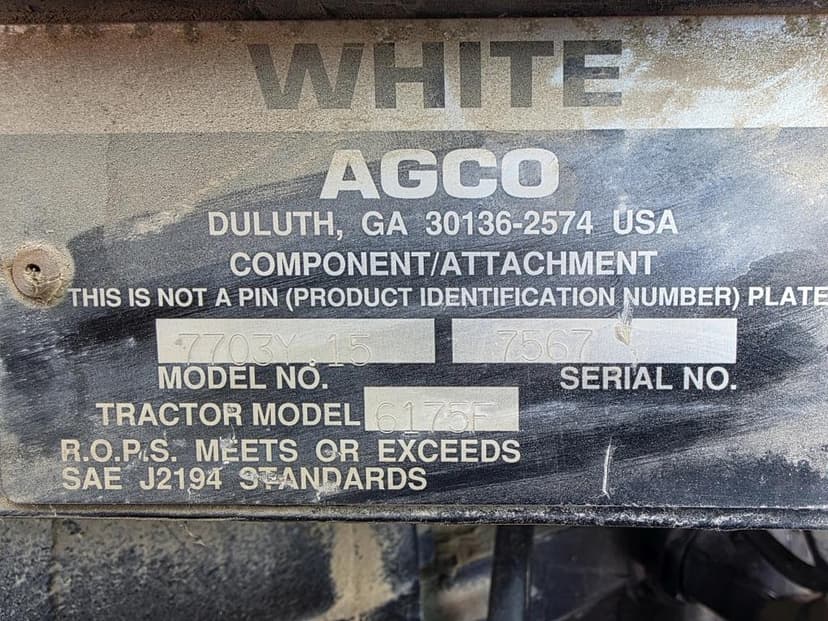 WHITE
AGCO
DULUTH, GA 30136-2574 USA
COMPONENT/ATTACHMENT
THIS IS NOT A PIN (PRODUCT IDENTIFICATION NUMBER) PLATE
7703Y.15 7567
MODEL NO. SERIAL NO.
TRACTOR MODEL 6175F
R.O.P.S. MEETS OR EXCEEDS
SAE J2194 STANDARDS